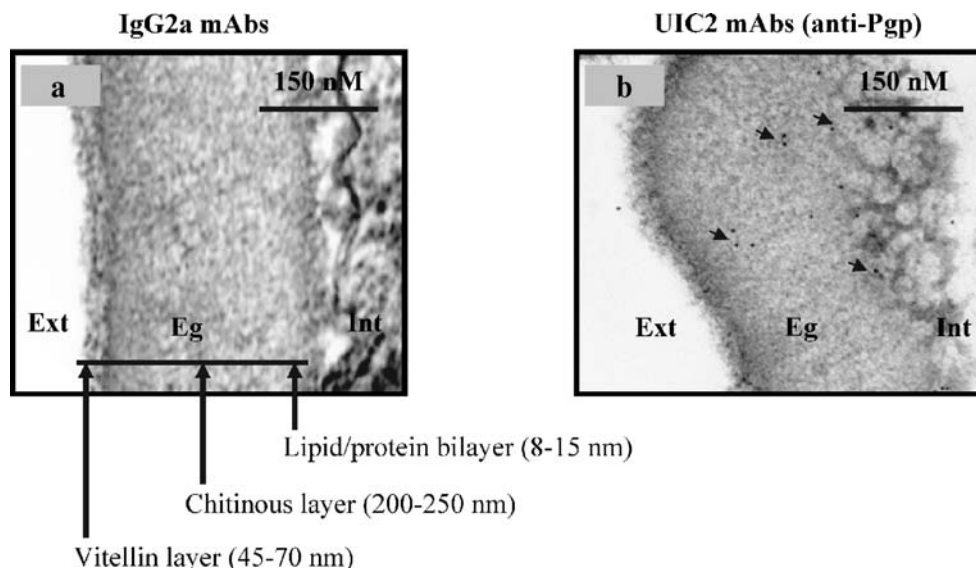 IgG2a mAbs
UIC2 mAbs (anti-Pgp)
a
150 nM
b
150 nM
Ext
Eg
Int
Ext
Eg
Int
Lipid/protein bilayer (8-15 nm)
Chitinous layer (200-250 nm)
Vitellin layer (45-70 nm)